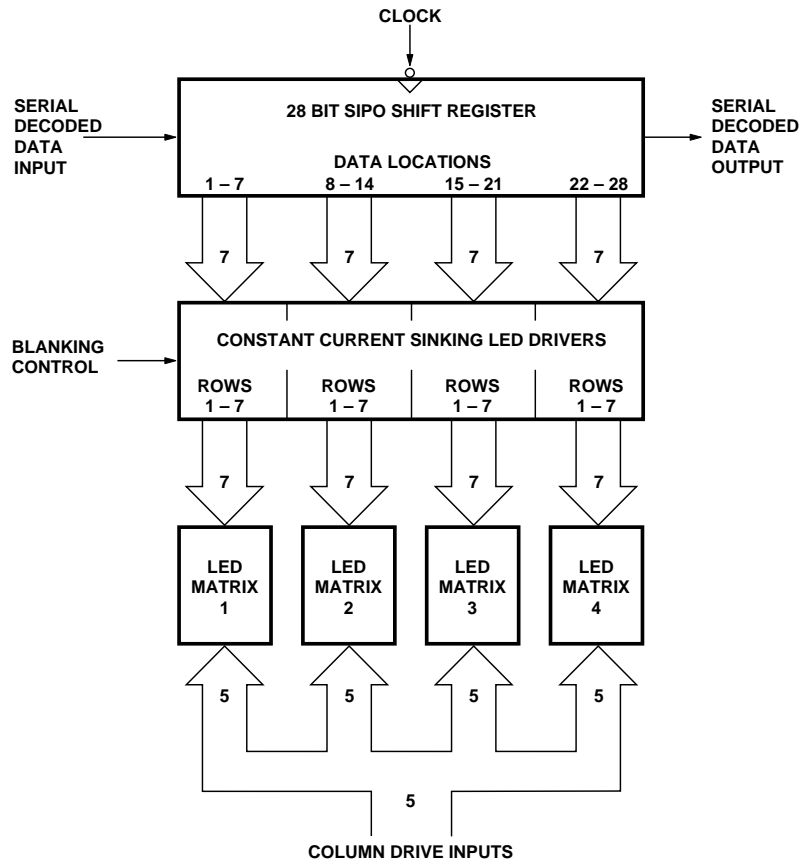 CLOCK
SERIAL
DECODED
DATA
INPUT
28 BIT SIPO SHIFT REGISTER
SERIAL
DECODED
DATA
OUTPUT
DATA LOCATIONS
1 – 7 8 – 14 15 – 21 22 – 28
7 7 7 7
BLANKING
CONTROL
CONSTANT CURRENT SINKING LED DRIVERS
ROWS ROWS ROWS ROWS
1 – 7 1 – 7 1 – 7 1 – 7
7 7 7 7
LED LED LED LED
MATRIX MATRIX MATRIX MATRIX
1 2 3 4
5 5 5 5
5
COLUMN DRIVE INPUTS